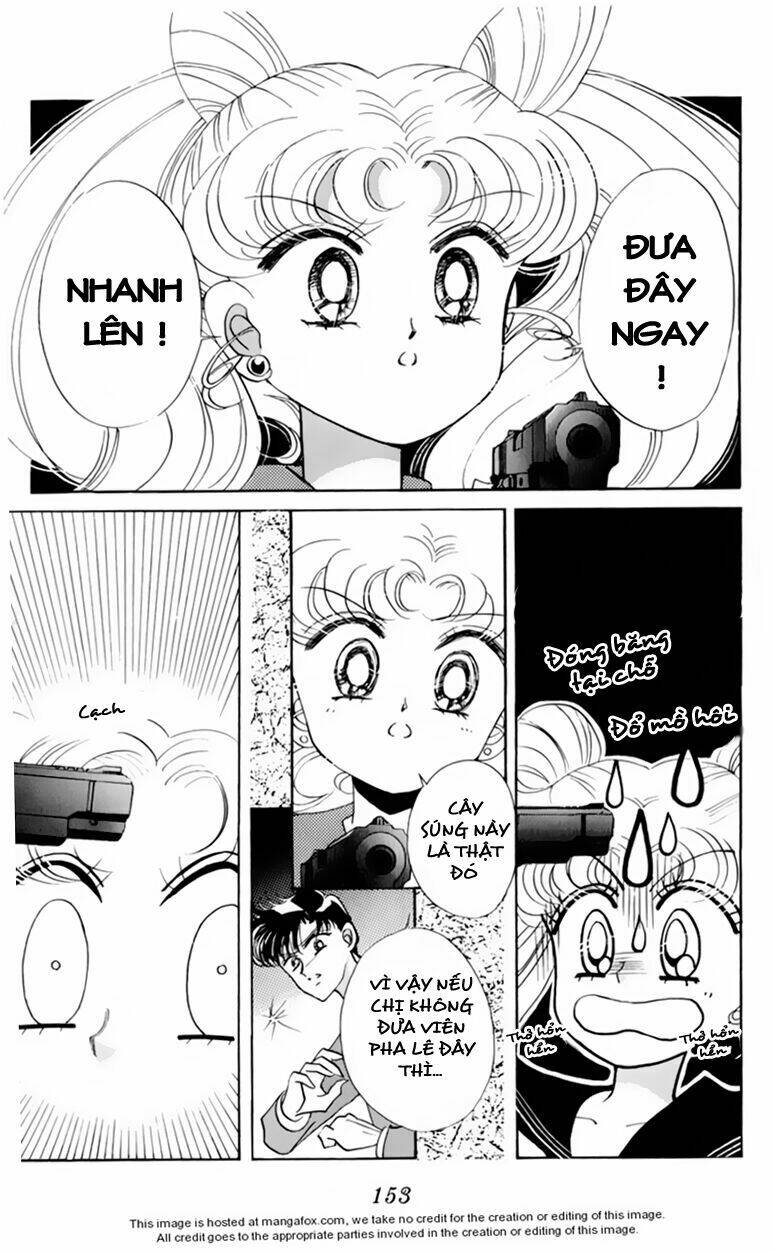 ĐƯA
ĐÂY
NGAY
!
NHANH
LÊN !
Đóng băng
tại chỗ
Đổ mồ hôi
Thở hổn
hển
Thở hổn
hển
CÂY
SÚNG NÀY
LÀ THẬT
ĐÓ
VÌ VẬY NẾU
CHỊ KHÔNG
ĐƯA VIÊN
PHA LÊ ĐÂY
THÌ...
Cạch
153
This image is hosted at mangafox.com, we take no credit for the creation or editing of this image.
All credit goes to the appropriate parties involved in the creation or editing of this image.